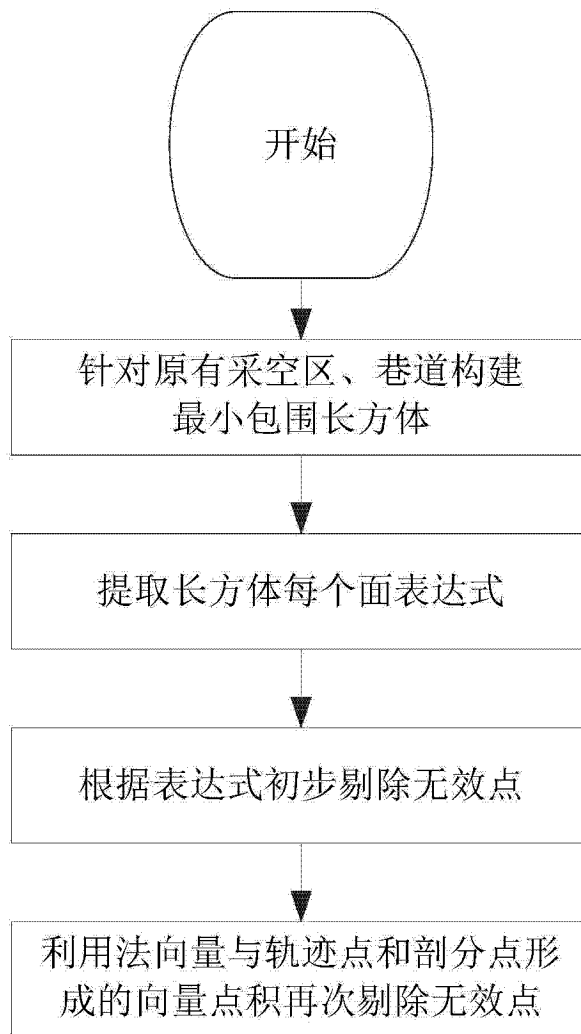 开始
针对原有采空区、巷道构建
最小包围长方体
提取长方体每个面表达式
根据表达式初步剔除无效点
利用法向量与轨迹点和剖分点形
成的向量点积再次剔除无效点